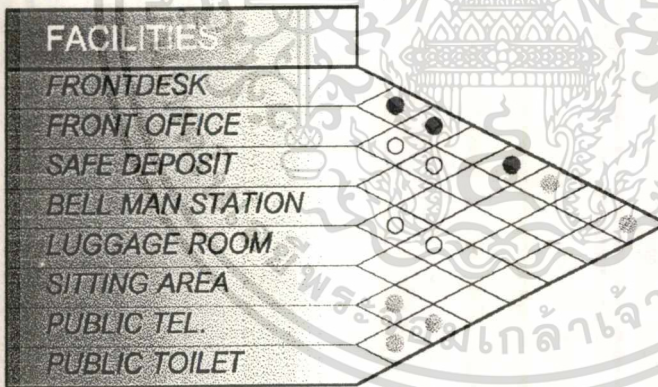 FACILITIES
FRONTDESK
FRONT OFFICE
SAFE DEPOSIT
BELL MAN STATION
LUGGAGE ROOM
SITTING AREA
PUBLIC TEL.
PUBLIC TOILET